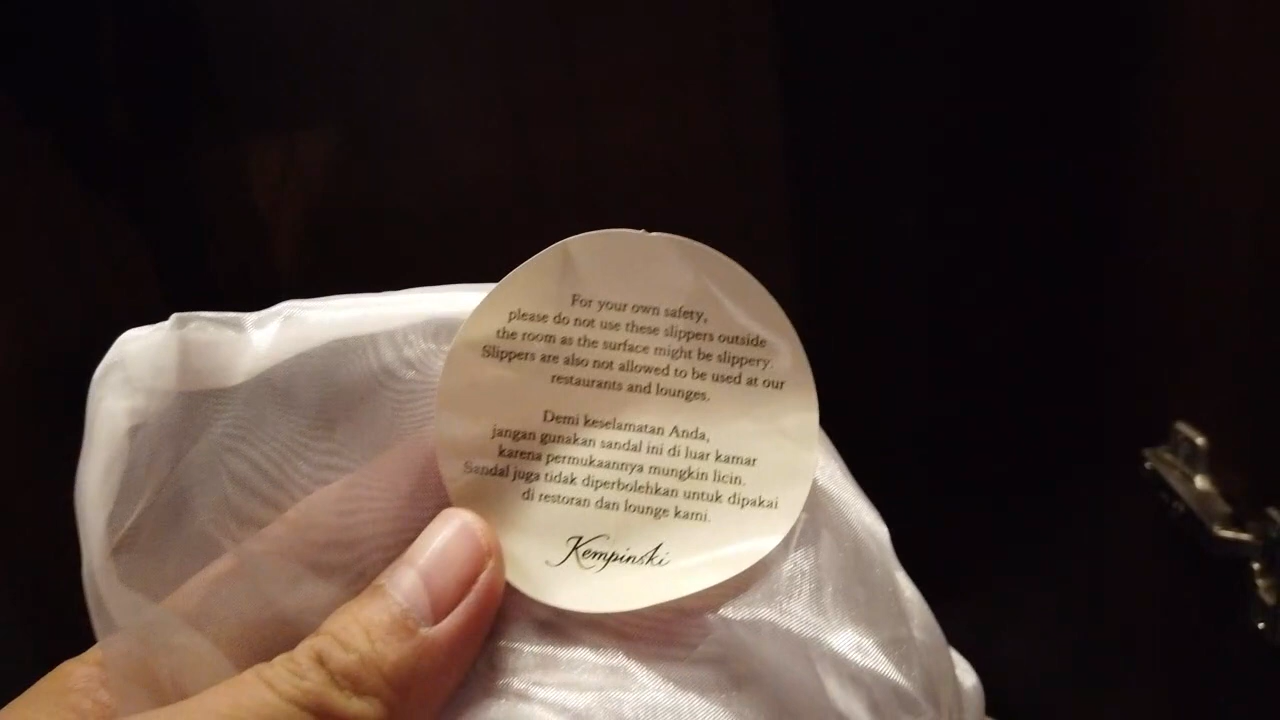 For your own safety,
please do not use these slippers outside
the room as the surface might be slippery.
Slippers are also not allowed to be used at our
restaurants and lounges.
Demi keselamatan Anda,
jangan gunakan sandal ini di luar kamar
karena permukaannya mungkin licin.
Sandal juga tidak diperbolehkan untuk dipakai
di restoran dan lounge kami.
Kempinski